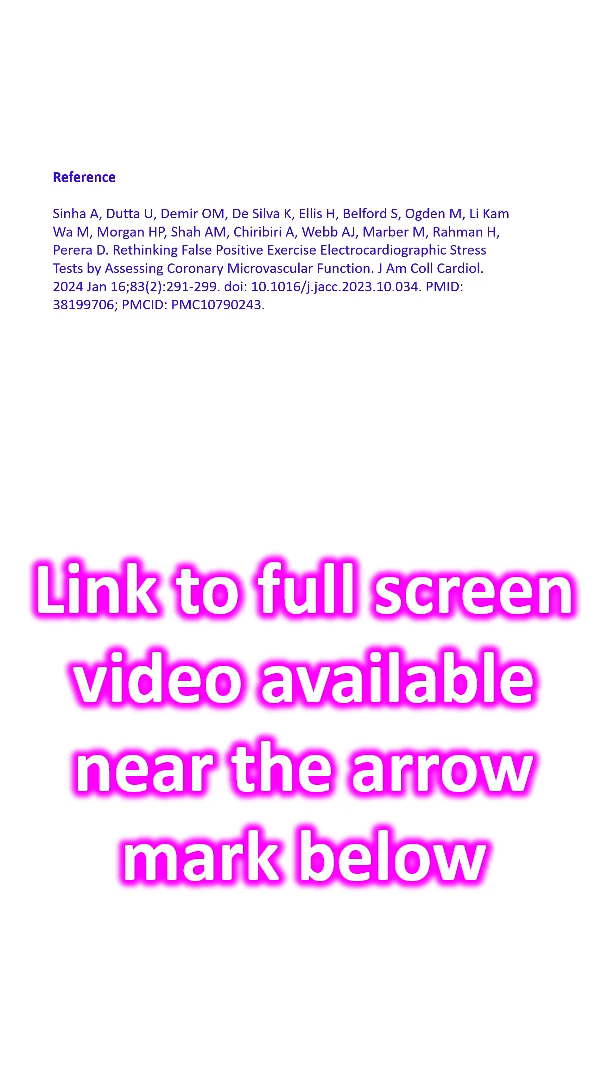 Reference
Sinha A, Dutta U, Demir OM, De Silva K, Ellis H, Belford S, Ogden M, Li Kam
Wa M, Morgan HP, Shah AM, Chiribiri A, Webb AJ, Marber M, Rahman H,
Perera D. Rethinking False Positive Exercise Electrocardiographic Stress
Tests by Assessing Coronary Microvascular Function. J Am Coll Cardiol.
2024 Jan 16;83(2):291-299. doi: 10.1016/j.jacc.2023.10.034. PMID:
38199706; PMCID: PMC10790243.
Link to full screen
video available
near the arrow
mark below